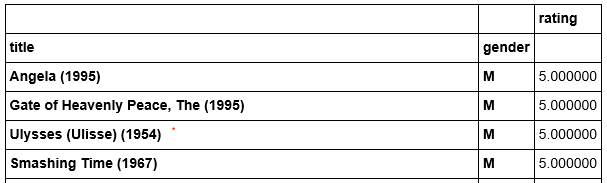 rating
title gender
Angela (1995) M 5.000000
Gate of Heavenly Peace, The (1995) M 5.000000
Ulysses (Ulisse) (1954) M 5.000000
Smashing Time (1967) M 5.000000